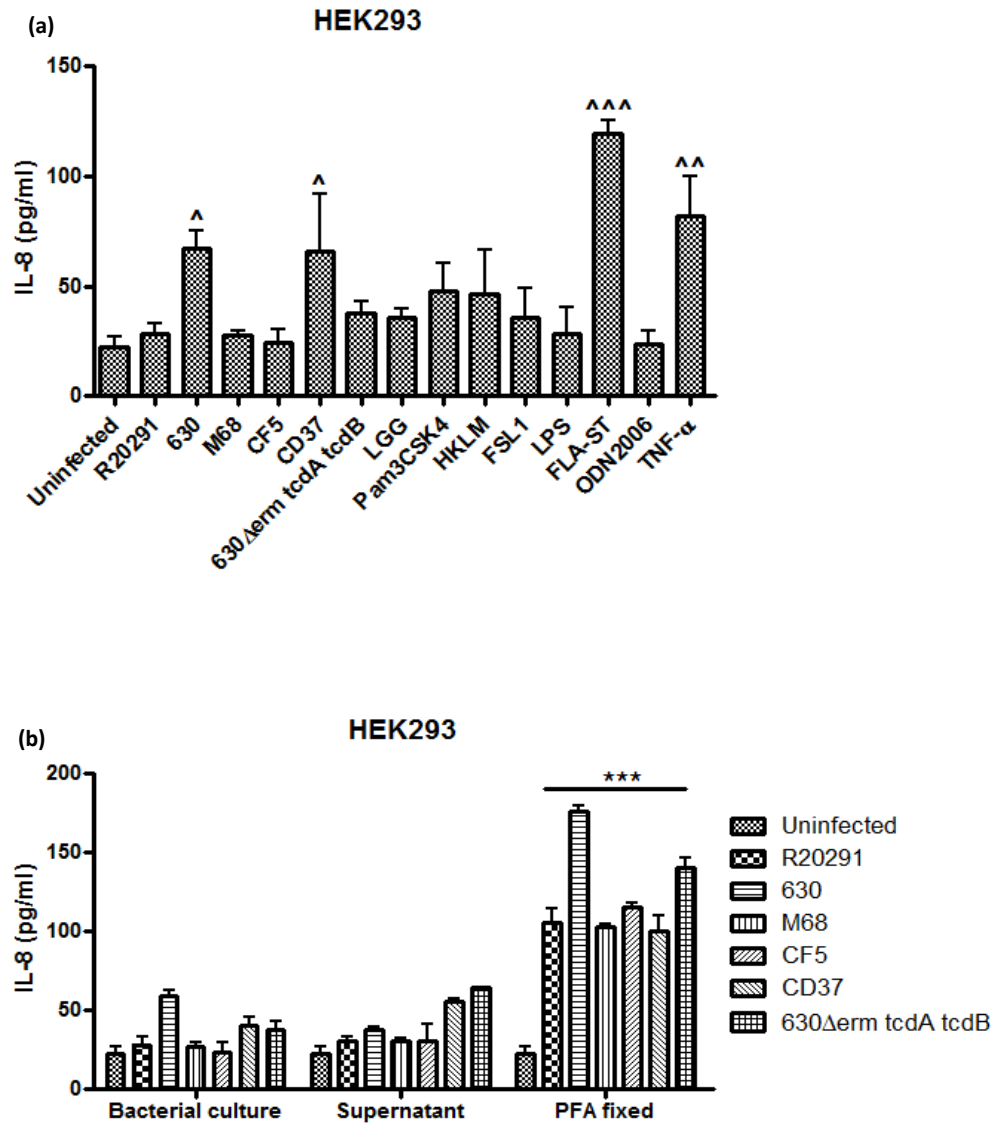 (a)
HEK293
IL-8 (pg/ml)
150
100
50
0
^
^
^^^
^^
Uninfected
R20291
630
M68
CF5
CD37
630Δerm tcdA tcdB
LGG
Pam3CSK4
HKLM
FSL1
LPS
FLA-ST
ODN2006
TNF-α
(b)
HEK293
IL-8 (pg/ml)
200
150
100
50
0
***
Bacterial culture
Supernatant
PFA fixed
Uninfected
R20291
630
M68
CF5
CD37
630Δerm tcdA tcdB